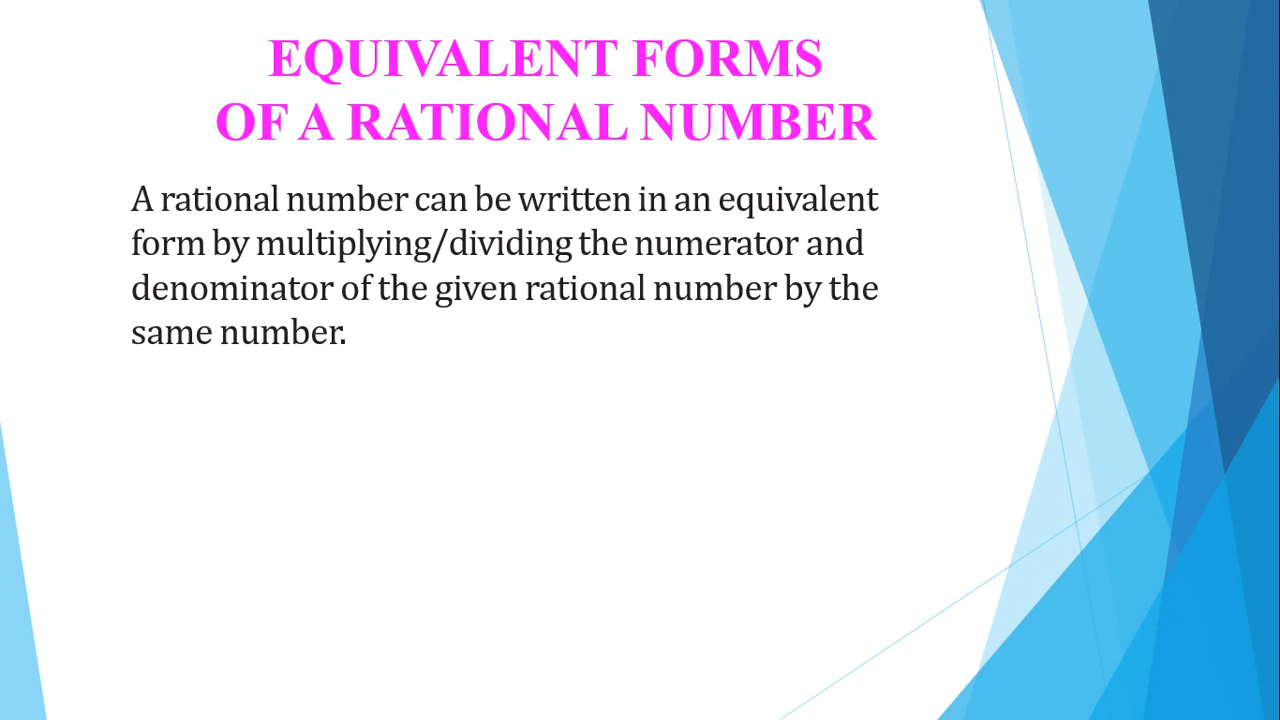 EQUIVALENT FORMS
OF A RATIONAL NUMBER
A rational number can be written in an equivalent
form by multiplying/dividing the numerator and
denominator of the given rational number by the
same number.